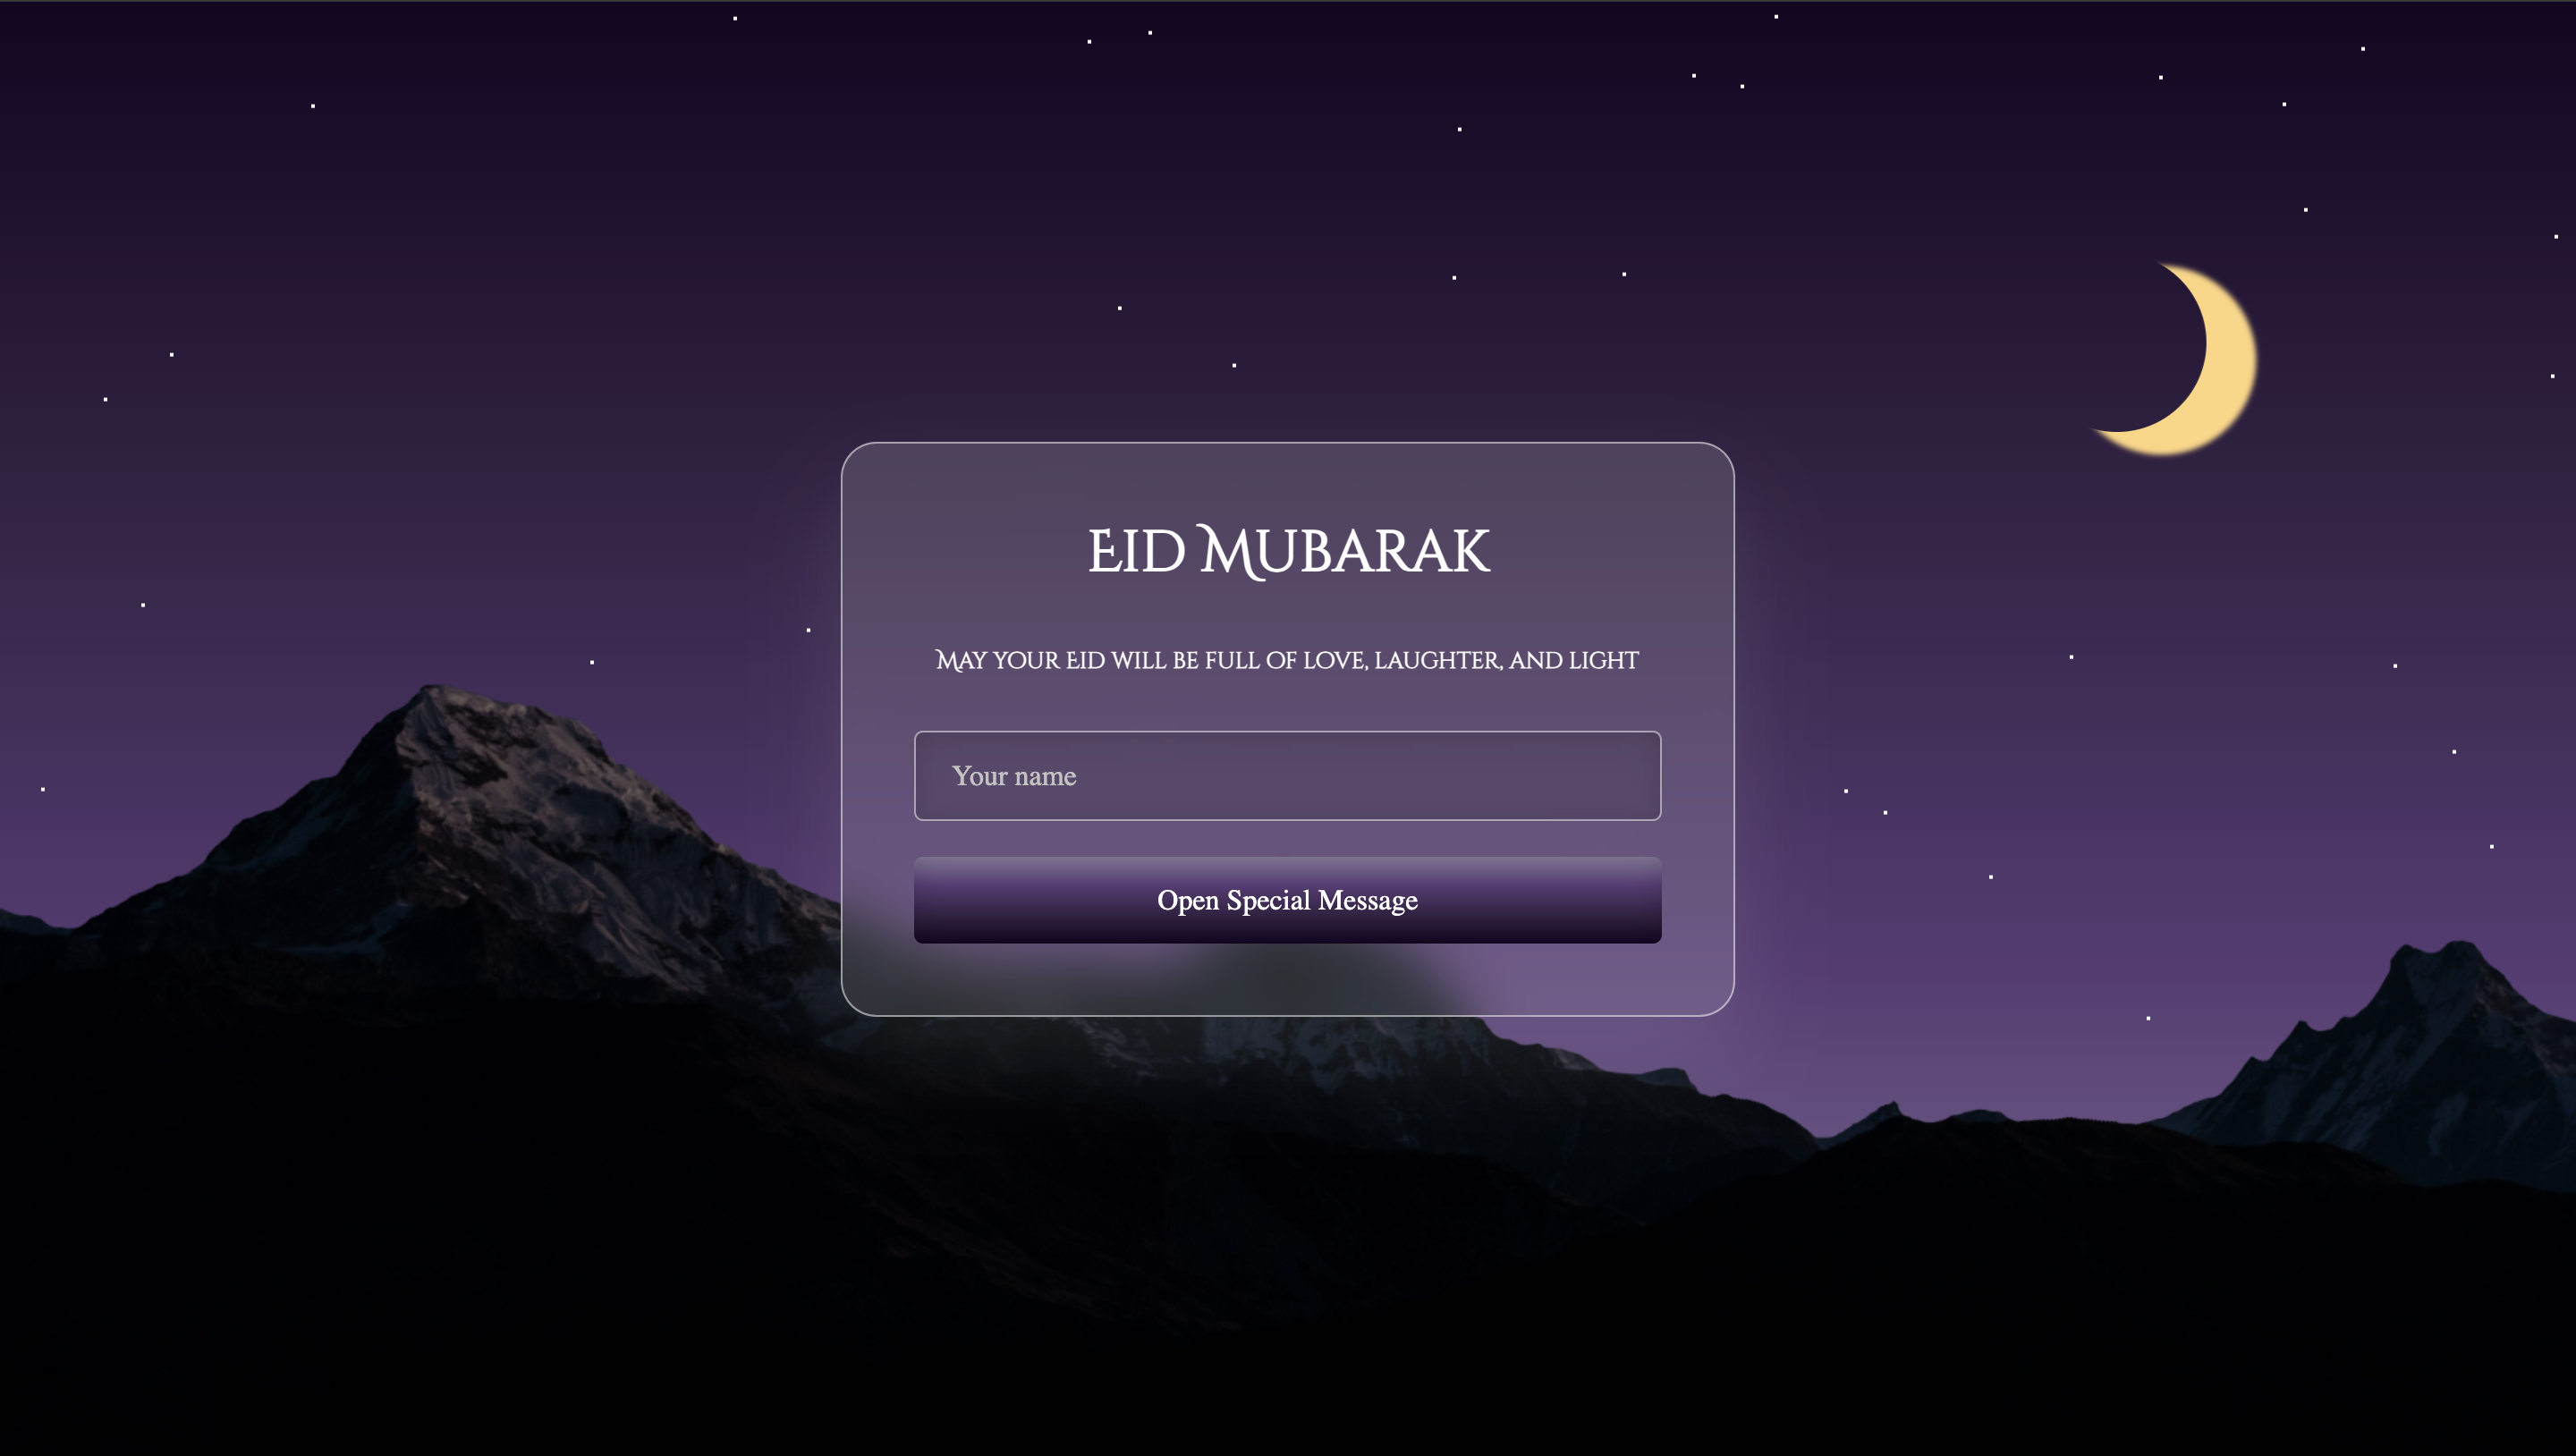 Eid Mubarak
May your Eid will be full of love, laughter, and light
Your name
Open Special Message